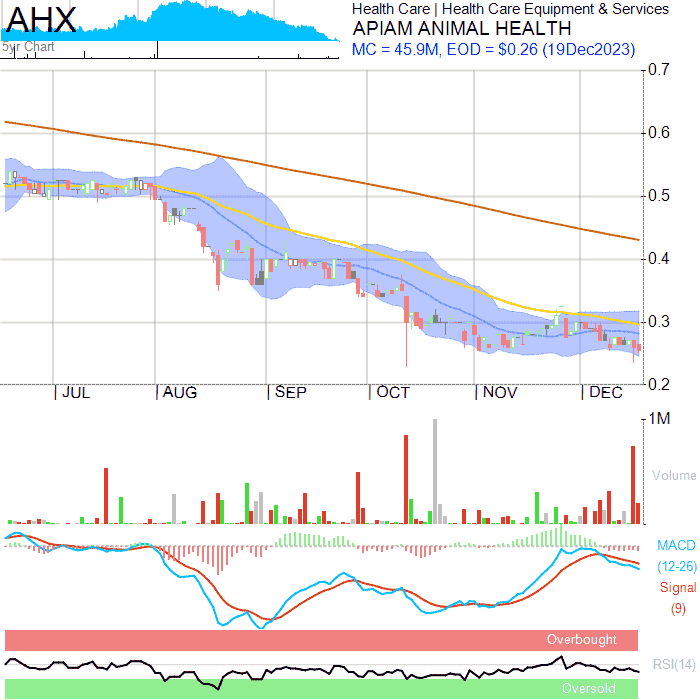 AHX
5yr Chart
Health Care | Health Care Equipment & Services
APIAM ANIMAL HEALTH
MC = 45.9M, EOD = $0.26 (19Dec2023)
0.7
0.6
0.5
0.4
0.3
0.2
JUL AUG SEP OCT NOV DEC
1M
Volume
MACD
(12-26)
Signal
(9)
Overbought
RSI(14)
Oversold